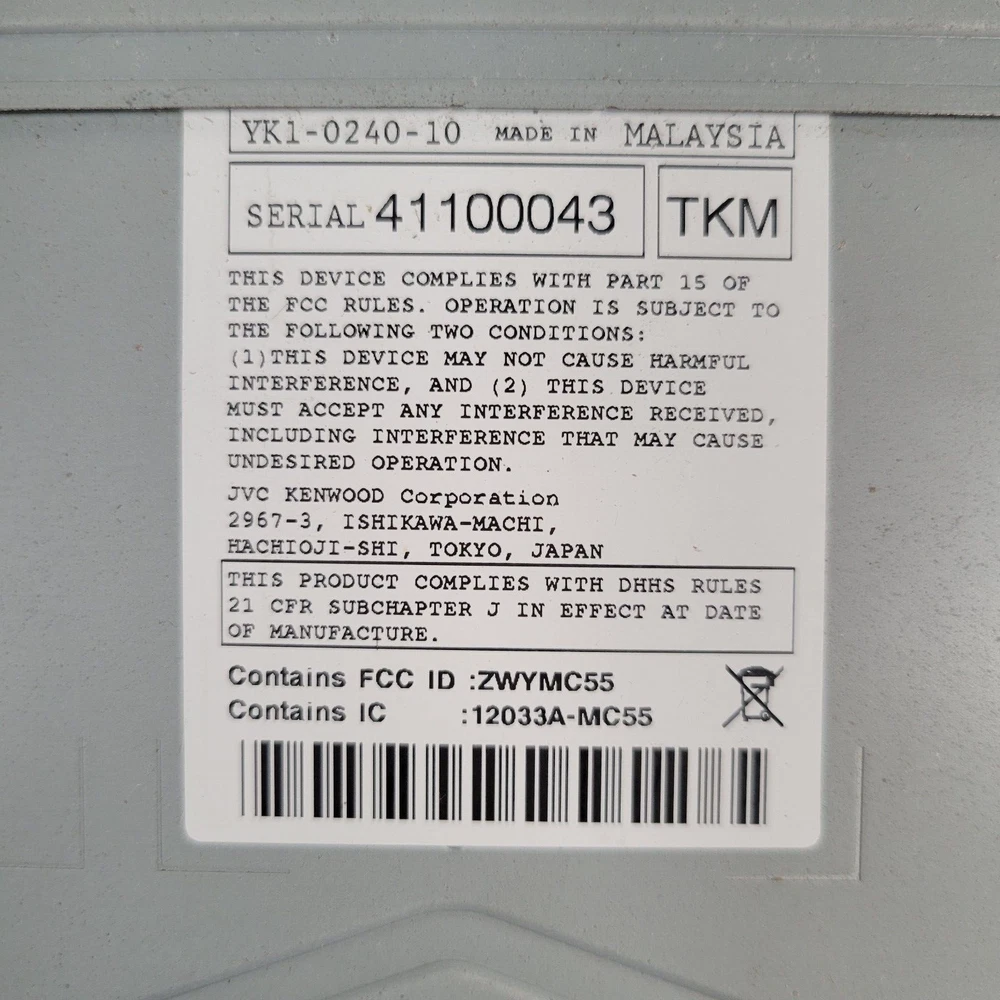 YK1-0240-10 MADE IN MALAYSIA
SERIAL 41100043 TKM
THIS DEVICE COMPLIES WITH PART 15 OF
THE FCC RULES. OPERATION IS SUBJECT TO
THE FOLLOWING TWO CONDITIONS:
(1)THIS DEVICE MAY NOT CAUSE HARMFUL
INTERFERENCE, AND (2) THIS DEVICE
MUST ACCEPT ANY INTERFERENCE RECEIVED,
INCLUDING INTERFERENCE THAT MAY CAUSE
UNDESIRED OPERATION.
JVC KENWOOD Corporation
2967-3, ISHIKAWA-MACHI,
HACHIOJI-SHI, TOKYO, JAPAN
THIS PRODUCT COMPLIES WITH DHHS RULES
21 CFR SUBCHAPTER J IN EFFECT AT DATE
OF MANUFACTURE.
Contains FCC ID :ZWYMC55
Contains IC :12033A-MC55